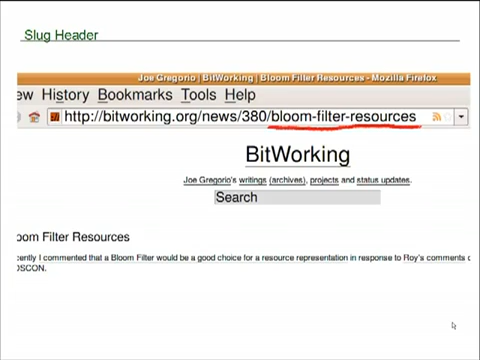 Slug Header
Joe Gregorio | BitWorking | Bloom Filter Resources - Mozilla Firefox
ew History Bookmarks Tools Help
http://bitworking.org/news/380/bloom-filter-resources
BitWorking
Joe Gregorio's writings (archives), projects and status updates.
Search
oom Filter Resources
cently I commented that a Bloom Filter would be a good choice for a resource representation in response to Roy's comments o
OSCON.